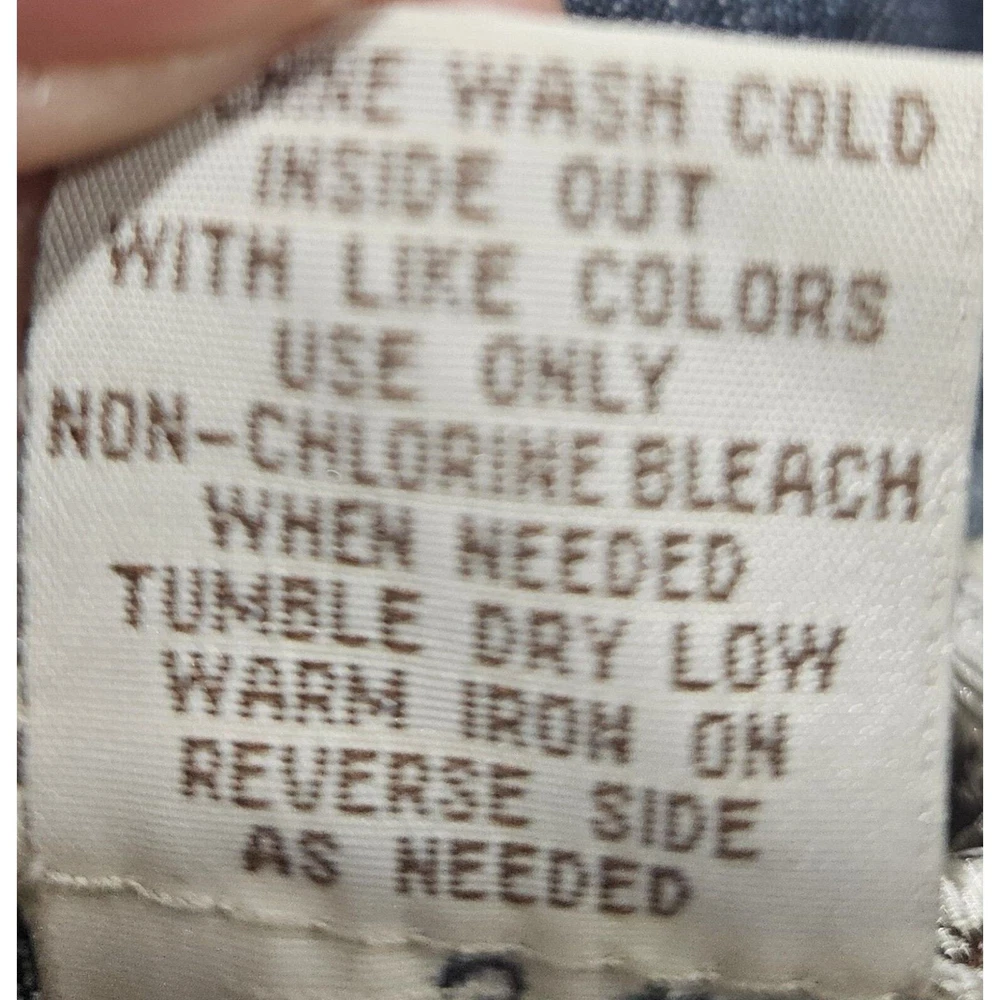 WASH COLD
INSIDE OUT
WITH LIKE COLORS
USE ONLY
NON-CHLORINE BLEACH
WHEN NEEDED
TUMBLE DRY LOW
WARM IRON ON
REVERSE SIDE
AS NEEDED